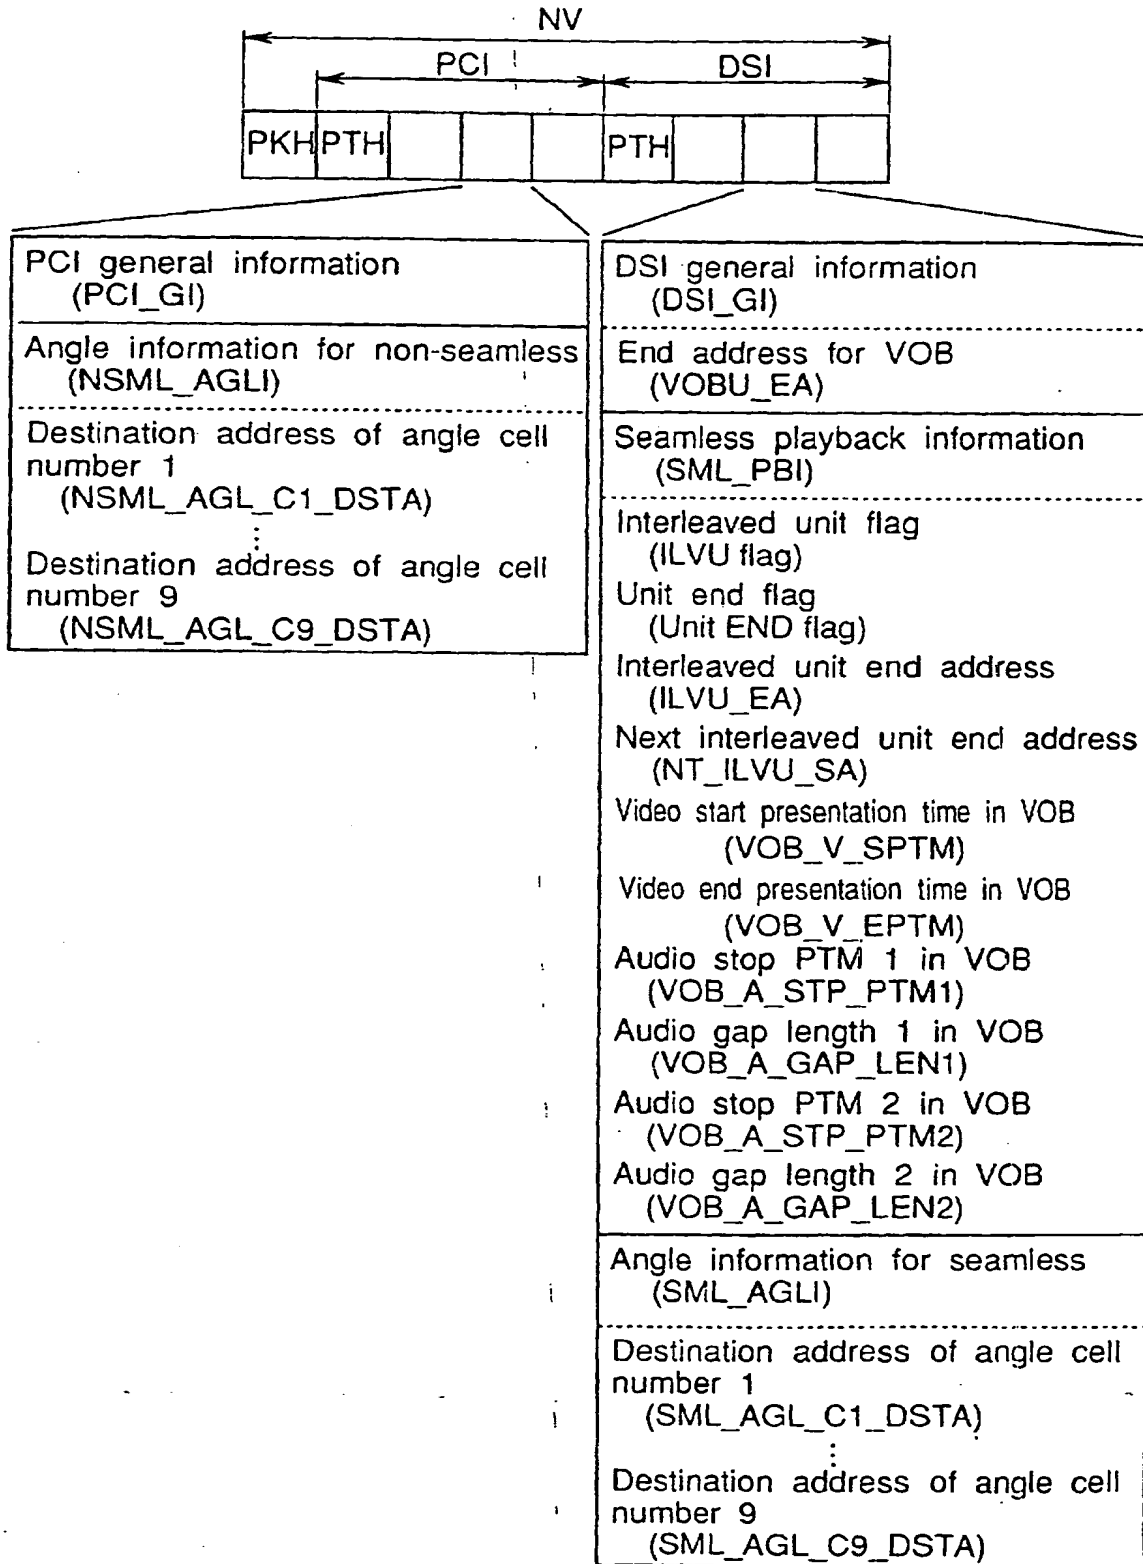 NV
PCI
DSI
PKH PTH PTH
PCI general information
(PCI_GI)
Angle information for non-seamless
(NSML_AGLI)
Destination address of angle cell
number 1
(NSML_AGL_C1_DSTA)
⋮
Destination address of angle cell
number 9
(NSML_AGL_C9_DSTA)
DSI general information
(DSI_GI)
End address for VOB
(VOBU_EA)
Seamless playback information
(SML_PBI)
Interleaved unit flag
(ILVU flag)
Unit end flag
(Unit END flag)
Interleaved unit end address
(ILVU_EA)
Next interleaved unit end address
(NT_ILVU_SA)
Video start presentation time in VOB
(VOB_V_SPTM)
Video end presentation time in VOB
(VOB_V_EPTM)
Audio stop PTM 1 in VOB
(VOB_A_STP_PTM1)
Audio gap length 1 in VOB
(VOB_A_GAP_LEN1)
Audio stop PTM 2 in VOB
(VOB_A_STP_PTM2)
Audio gap length 2 in VOB
(VOB_A_GAP_LEN2)
Angle information for seamless
(SML_AGLI)
Destination address of angle cell
number 1
(SML_AGL_C1_DSTA)
⋮
Destination address of angle cell
number 9
(SML_AGL_C9_DSTA)